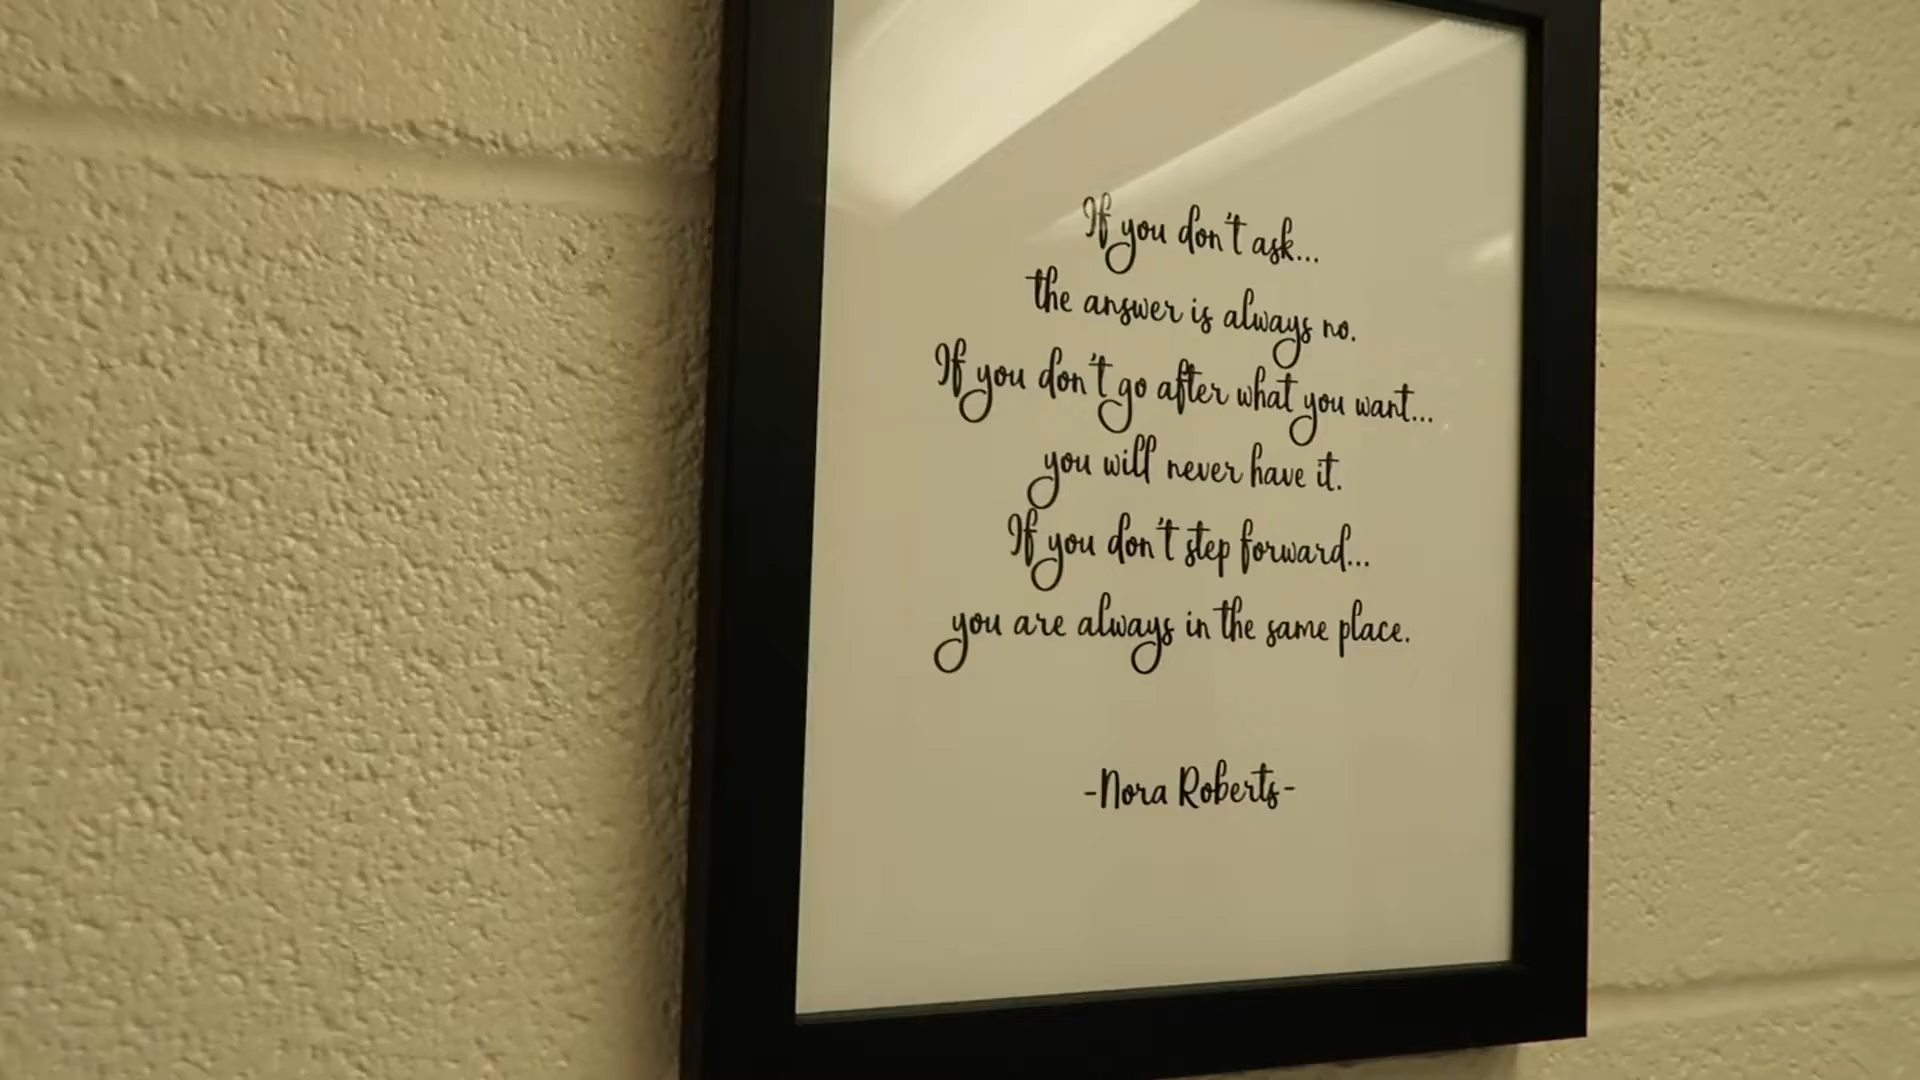 If you don't ask...
the answer is always no.
If you don't go after what you want...
you will never have it.
If you don't step forward...
you are always in the same place.
-Nora Roberts-